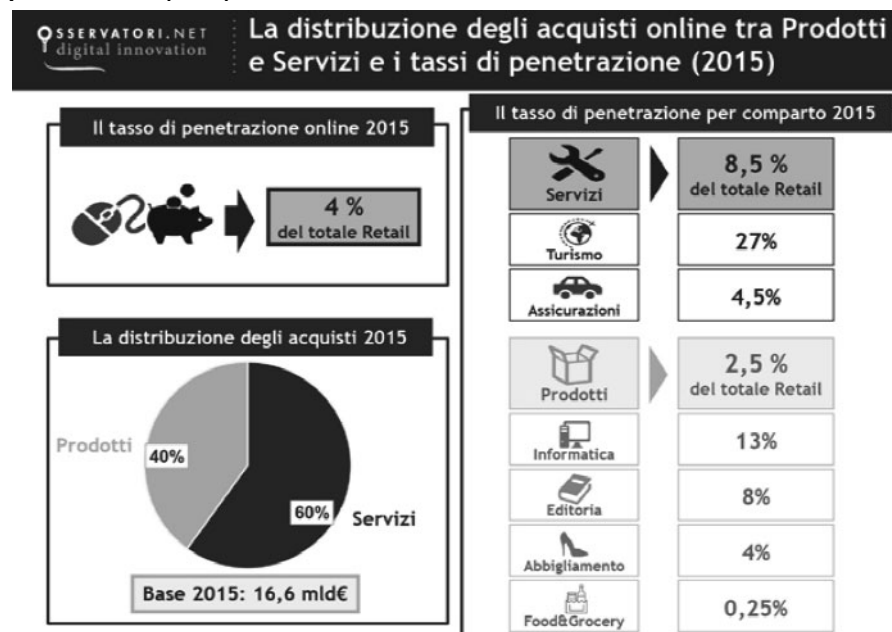 OSSERVATORI.NET
digital innovation
La distribuzione degli acquisti online tra Prodotti
e Servizi e i tassi di penetrazione (2015)
Il tasso di penetrazione online 2015
4 %
del totale Retail
La distribuzione degli acquisti 2015
Prodotti
40%
60%
Servizi
Base 2015: 16,6 mld€
Il tasso di penetrazione per comparto 2015
Servizi
8,5 %
del totale Retail
Turismo
27%
Assicurazioni
4,5%
Prodotti
2,5 %
del totale Retail
Informatica
13%
Editoria
8%
Abbigliamento
4%
Food&Grocery
0,25%